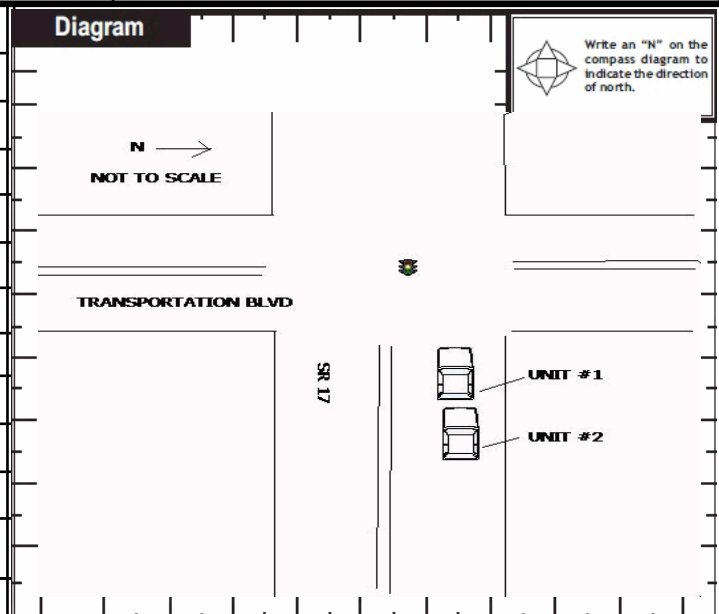 Diagram
Write an "N" on the
compass diagram to
indicate the direction
of north.
N
NOT TO SCALE
TRANSPORTATION BLVD
SR 17
UNIT #1
UNIT #2